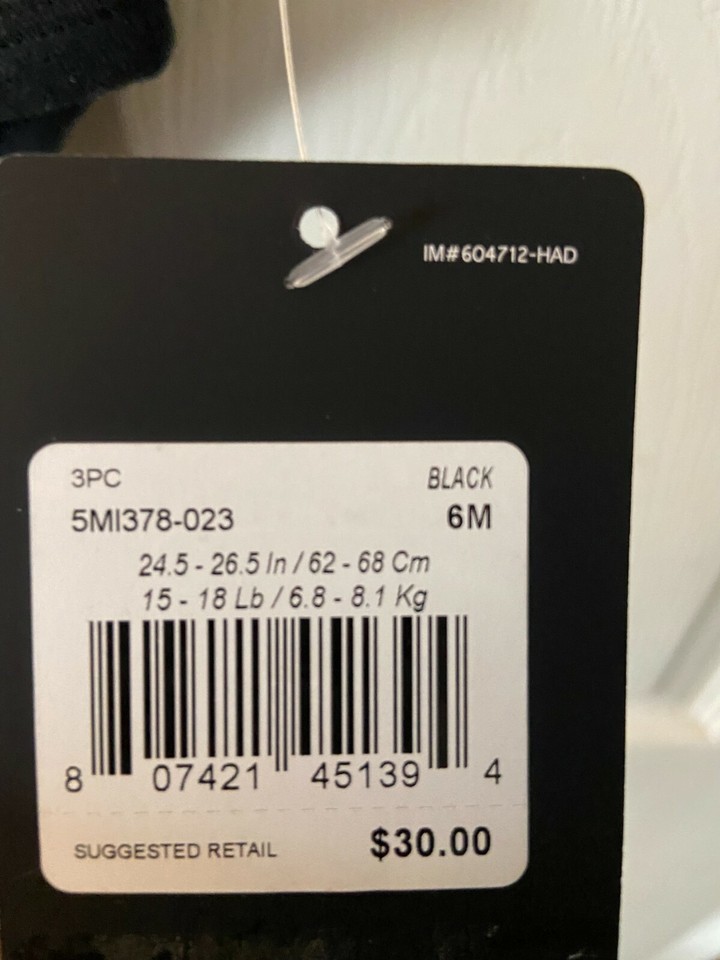 IM#604712-HAD
3PC BLACK
5MI378-023 6M
24.5 - 26.5 In / 62 - 68 Cm
15 - 18 Lb / 6.8 - 8.1 Kg
8 07421 45139 4
SUGGESTED RETAIL $30.00